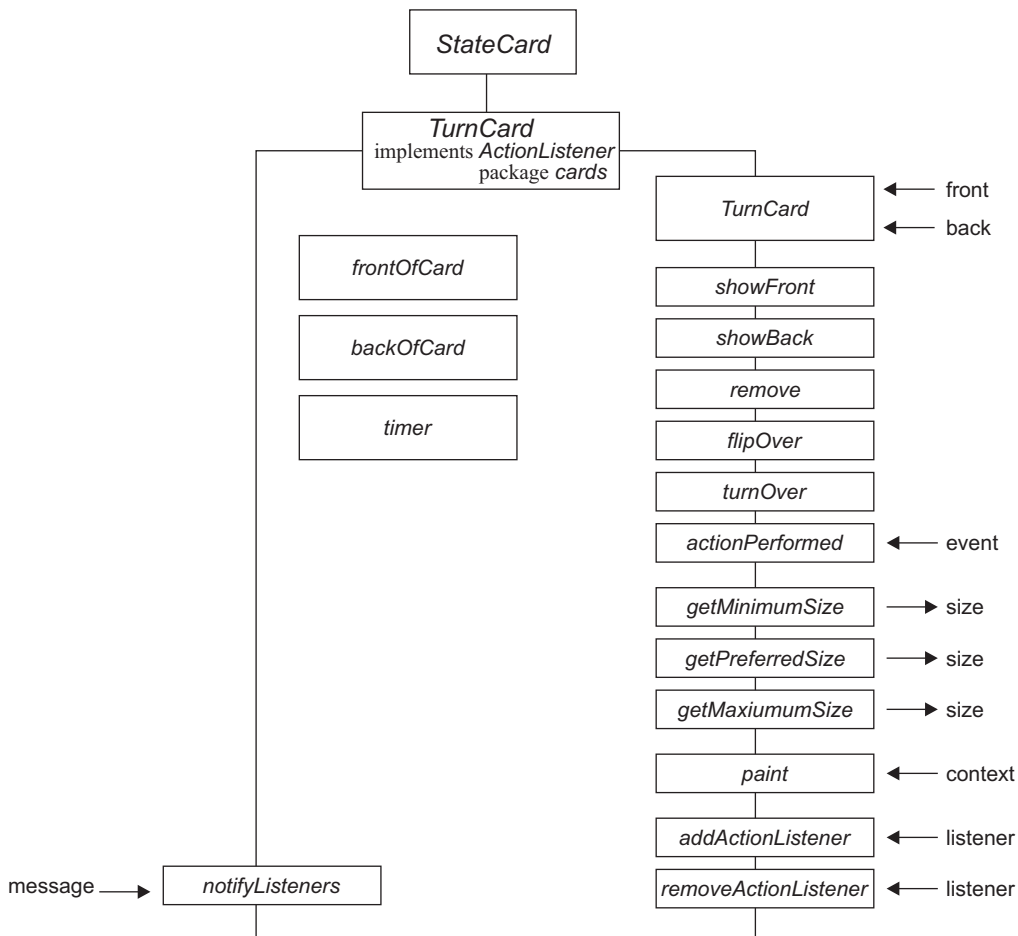 StateCard
TurnCard
implements ActionListener
package cards
TurnCard
front
back
frontOfCard
backOfCard
timer
showFront
showBack
remove
flipOver
turnOver
actionPerformed
event
getMinimumSize
size
getPreferredSize
size
getMaxiumumSize
size
paint
context
addActionListener
listener
message
notifyListeners
removeActionListener
listener